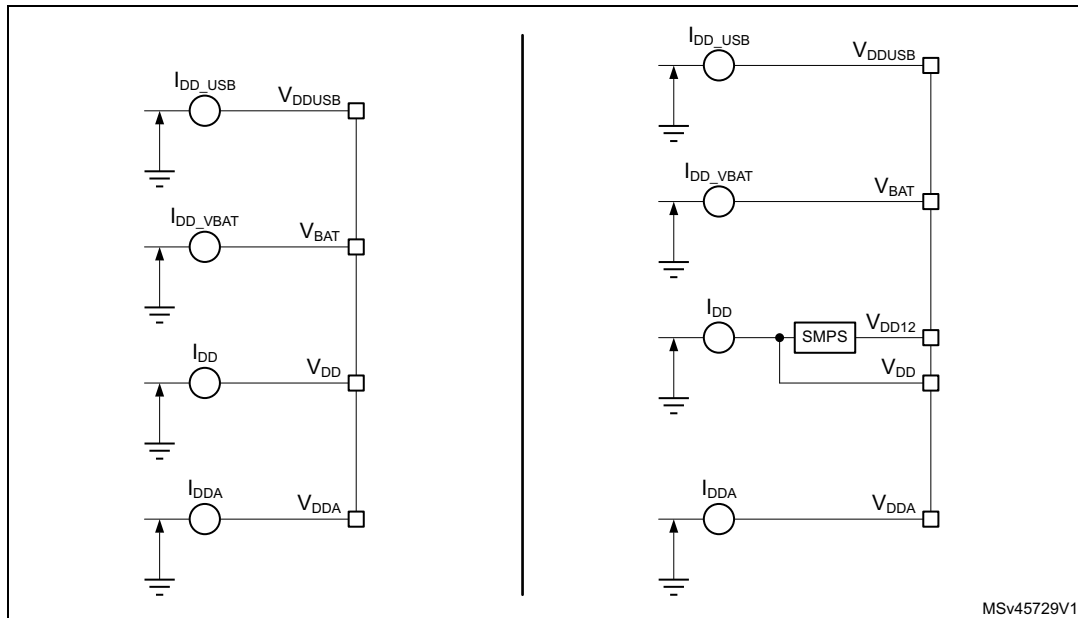 I_DD_USB
V_DDUSB
I_DD_VBAT
V_BAT
I_DD
V_DD
I_DDA
V_DDA
I_DD_USB
V_DDUSB
I_DD_VBAT
V_BAT
I_DD
SMPS
V_DD12
V_DD
I_DDA
V_DDA
MSv45729V1